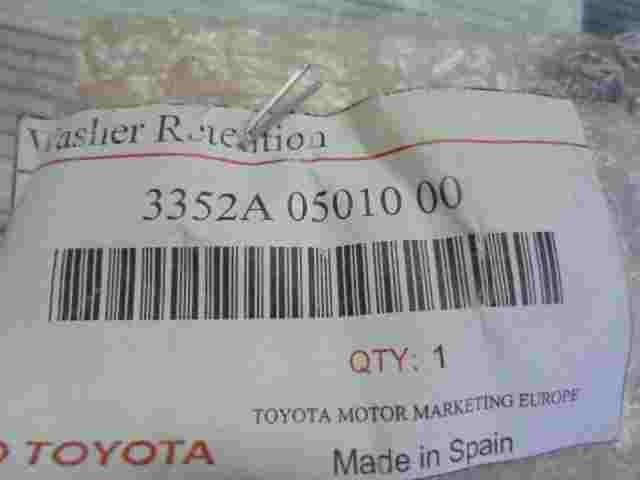 Washer Retention
3352A 05010 00
QTY: 1
TOYOTA MOTOR MARKETING EUROPE
TOYOTA
Made in Spain